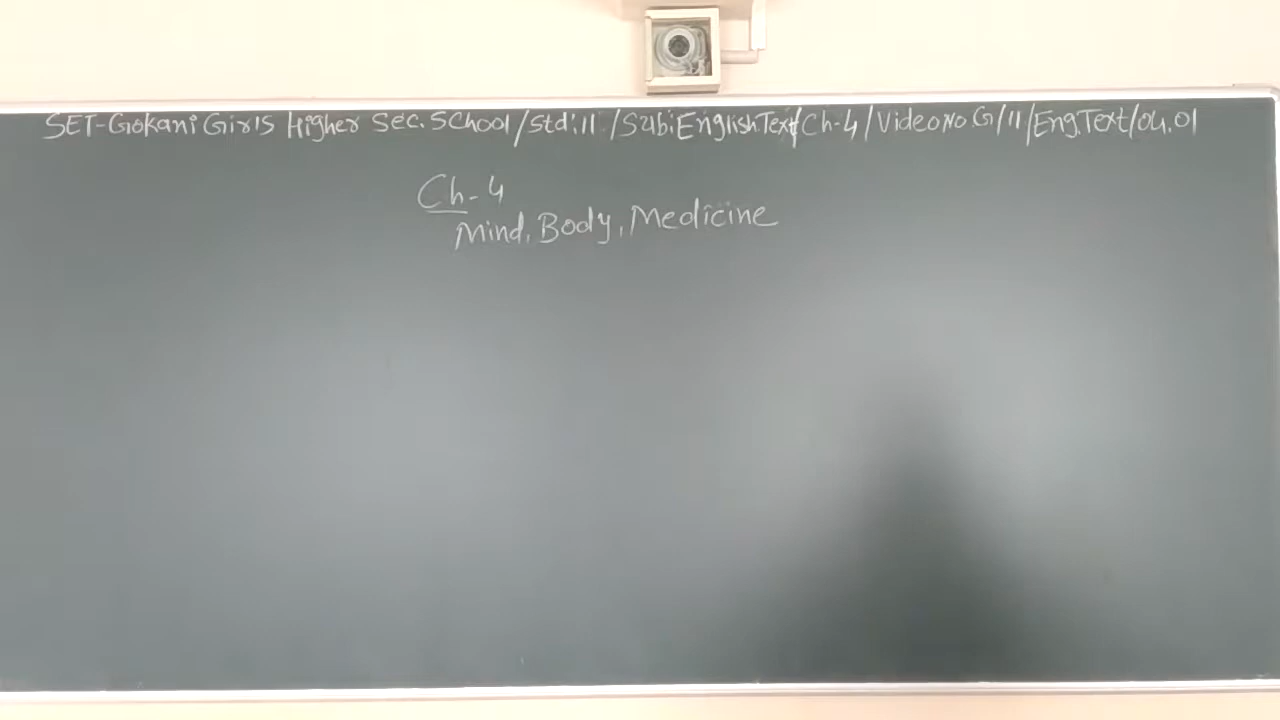 SET-Gokani Girls Higher Sec. School/Std:11/Sub:English Text/Ch-4/Video No G/11/Eng.Text/04.01
Ch-4
Mind, Body, Medicine